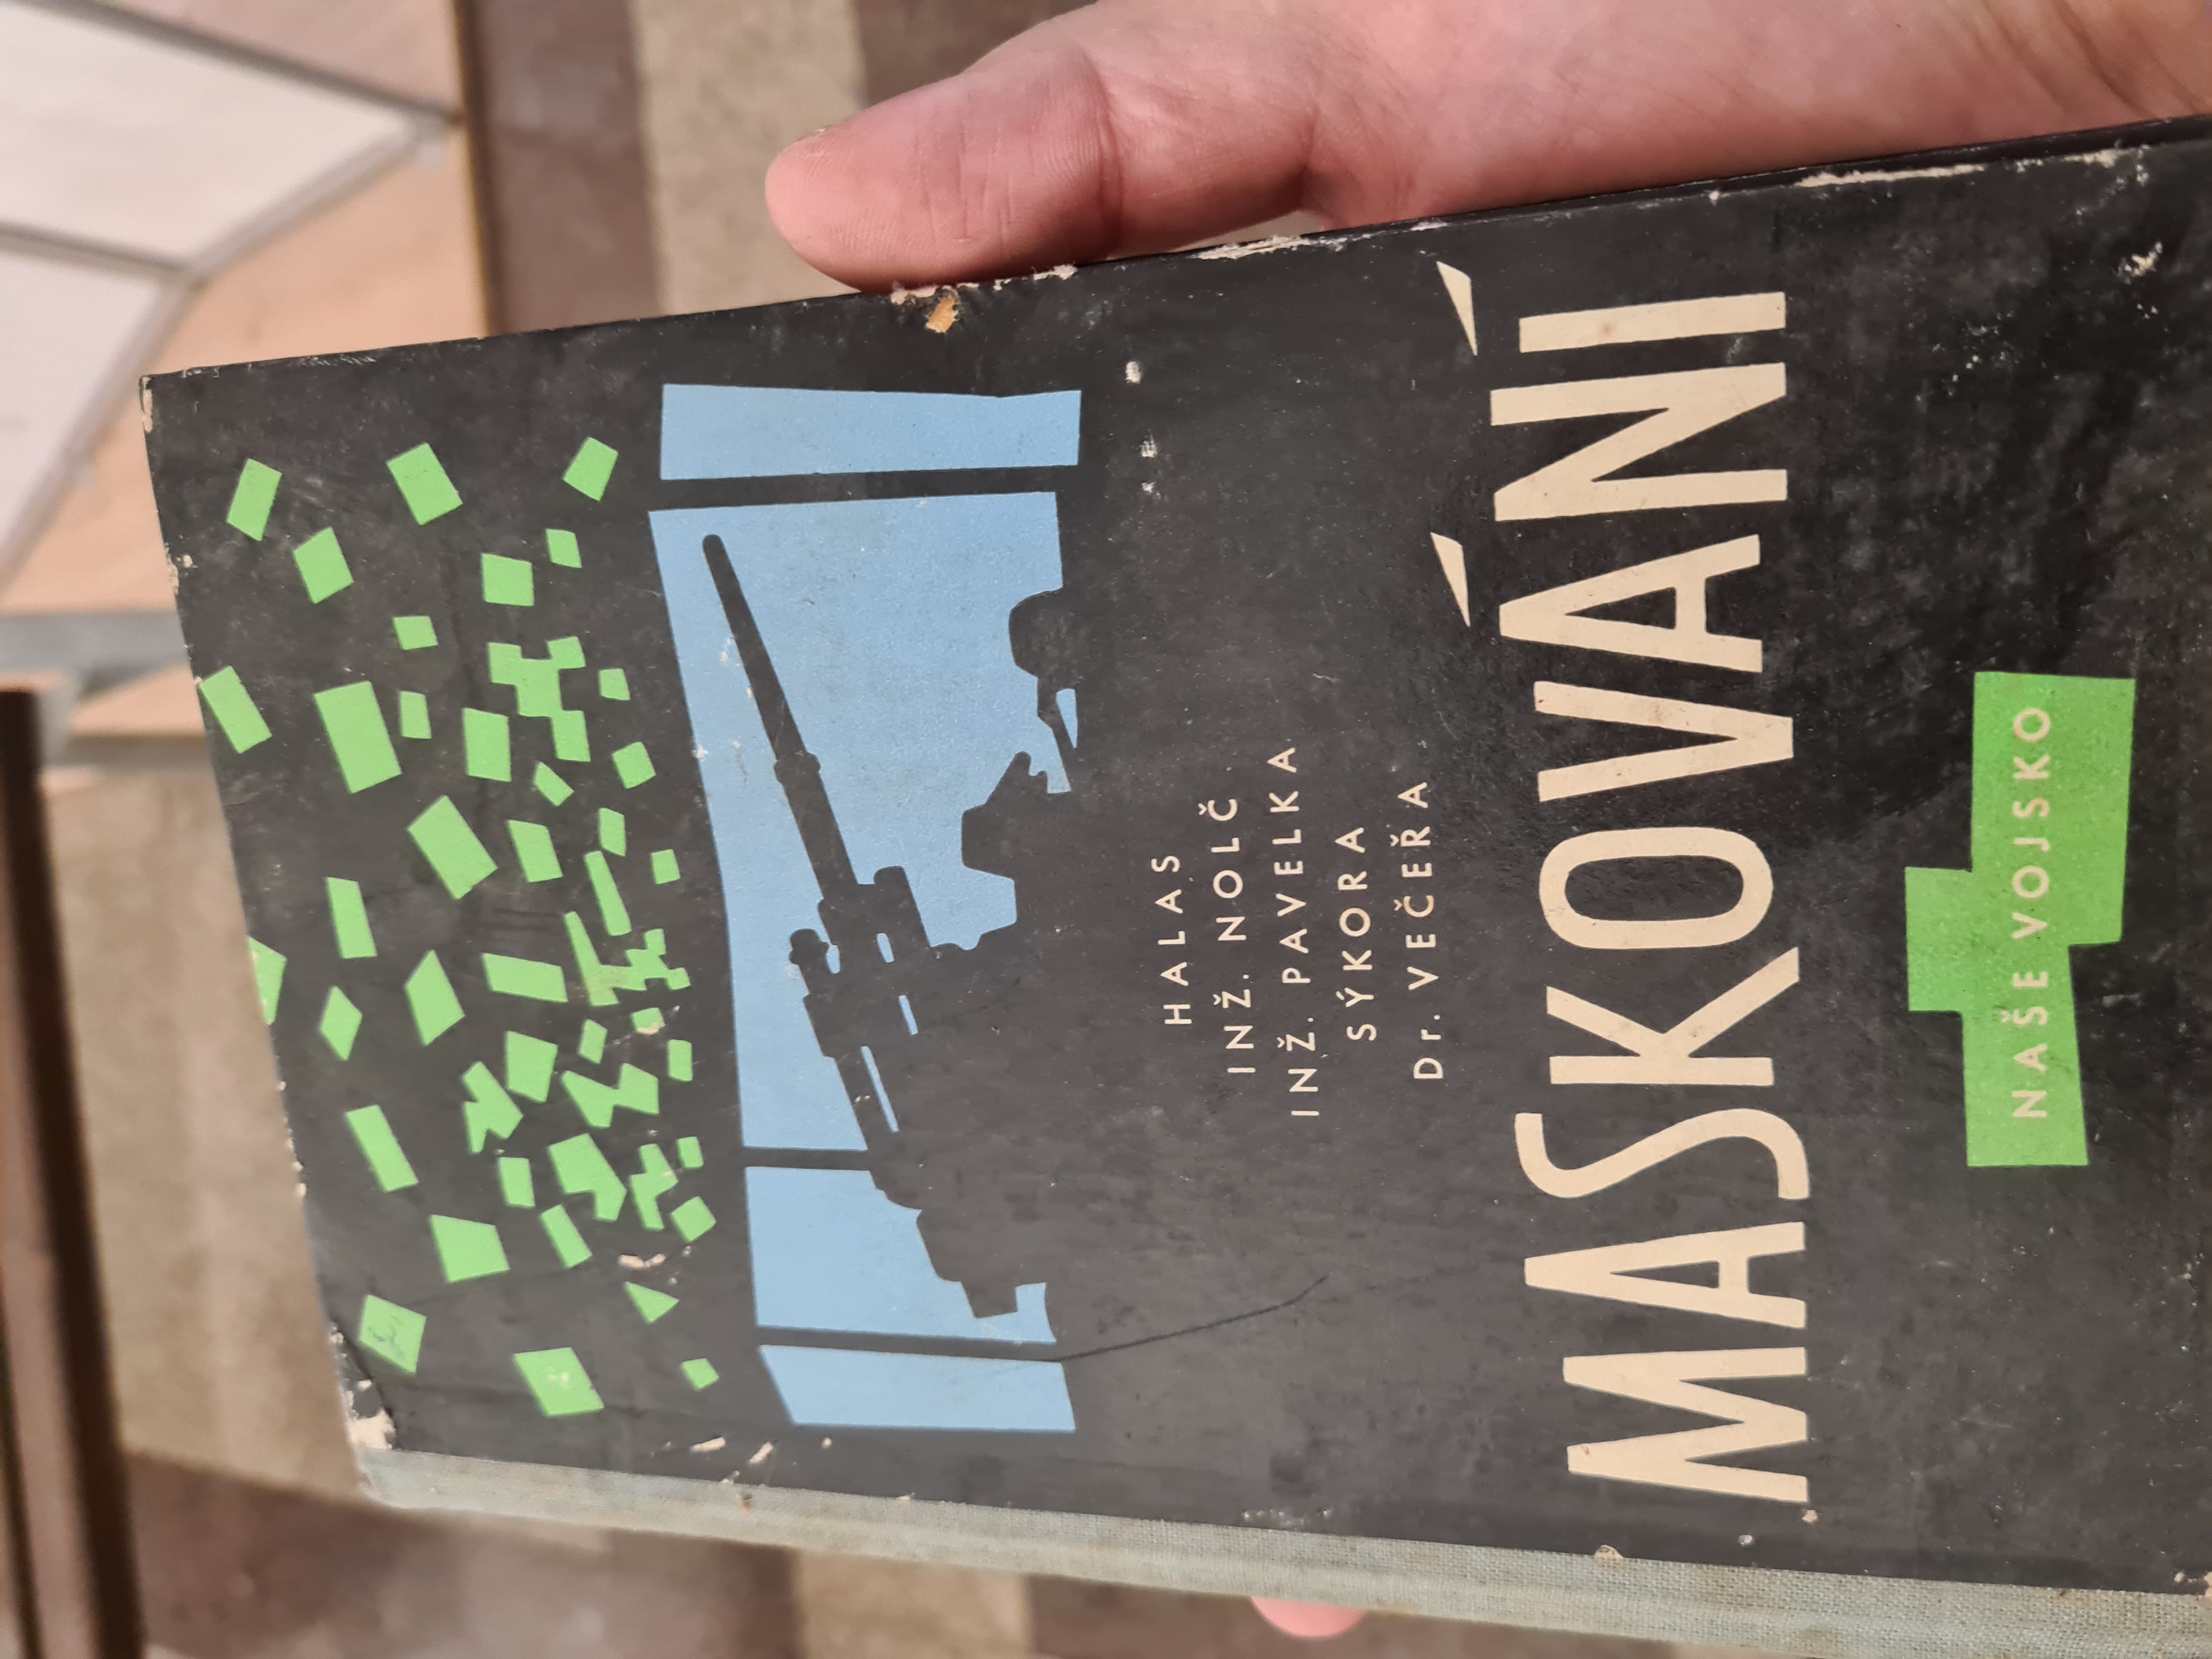 HALAS
INŽ. NOLČ
INŽ. PAVELKA
SÝKORA
Dr. VEČEŘA
MASKOVÁNÍ
NAŠE VOJSKO